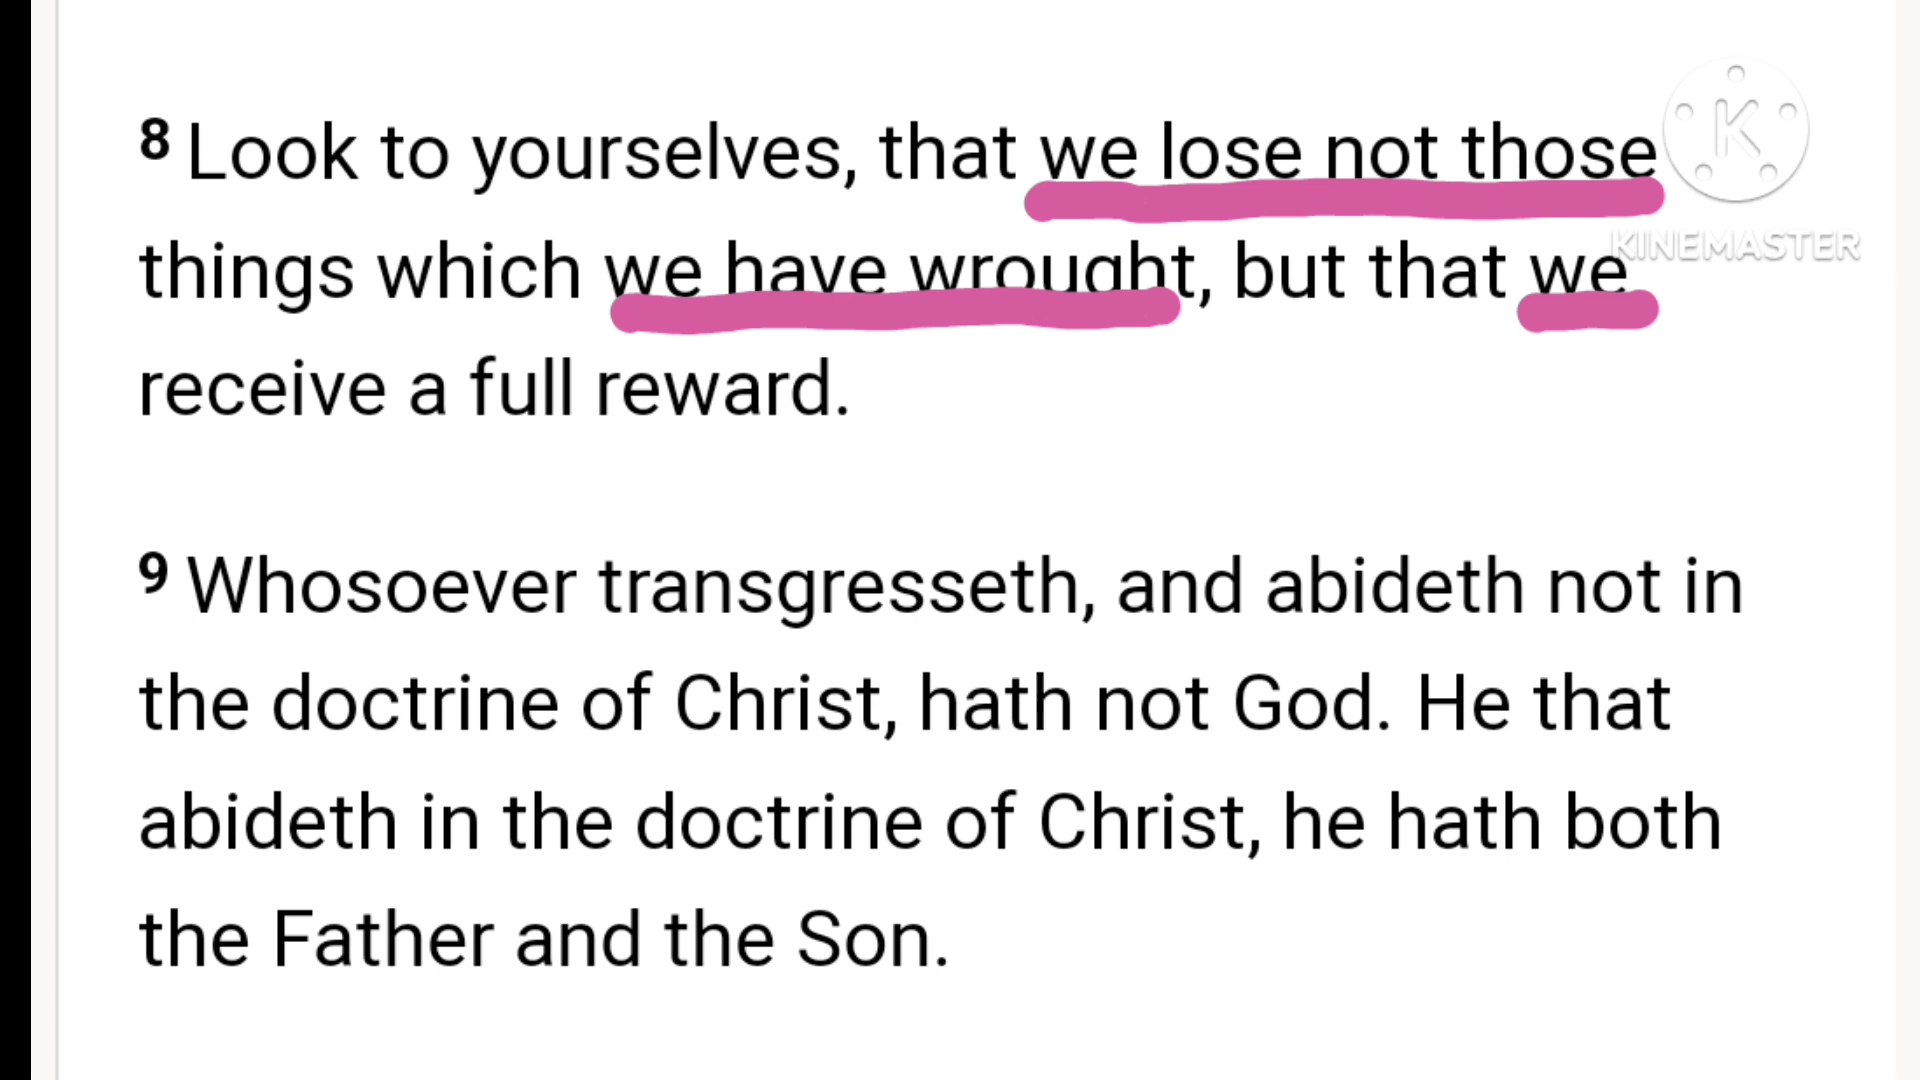 8 Look to yourselves, that we lose not those
things which we have wrought, but that we
receive a full reward.
9 Whosoever transgresseth, and abideth not in
the doctrine of Christ, hath not God. He that
abideth in the doctrine of Christ, he hath both
the Father and the Son.
K
KINEMASTER